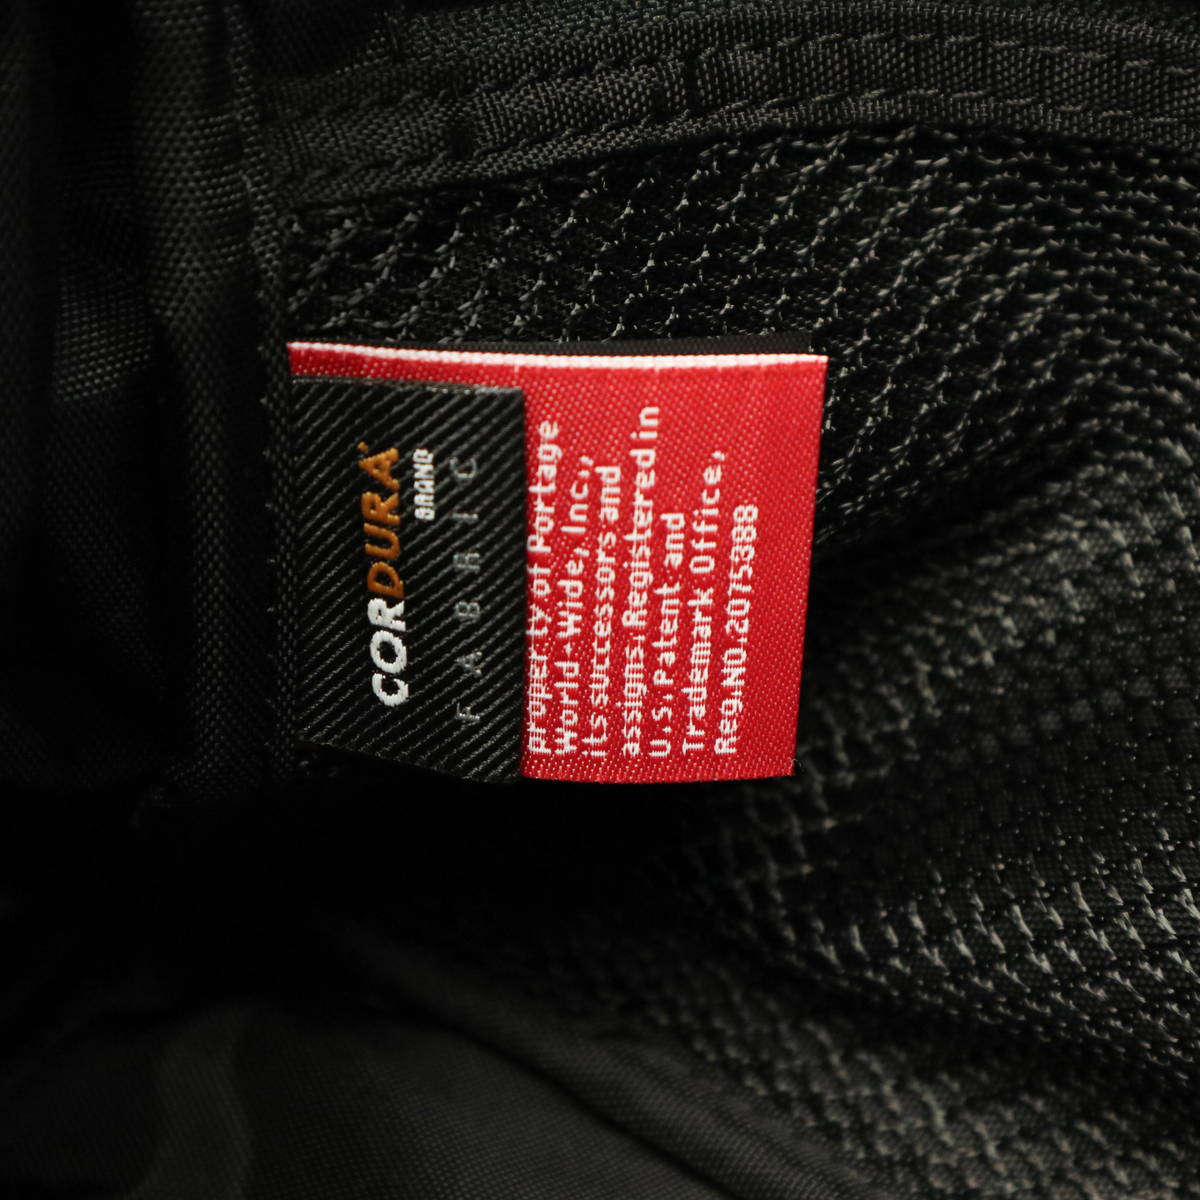 CORDURA
BRAND
FABRIC
property of Portage
World-Wide, Inc.,
its successors and
assigns. Registered in
U.S. Patent and
Trademark Office,
Reg.NO.2075388